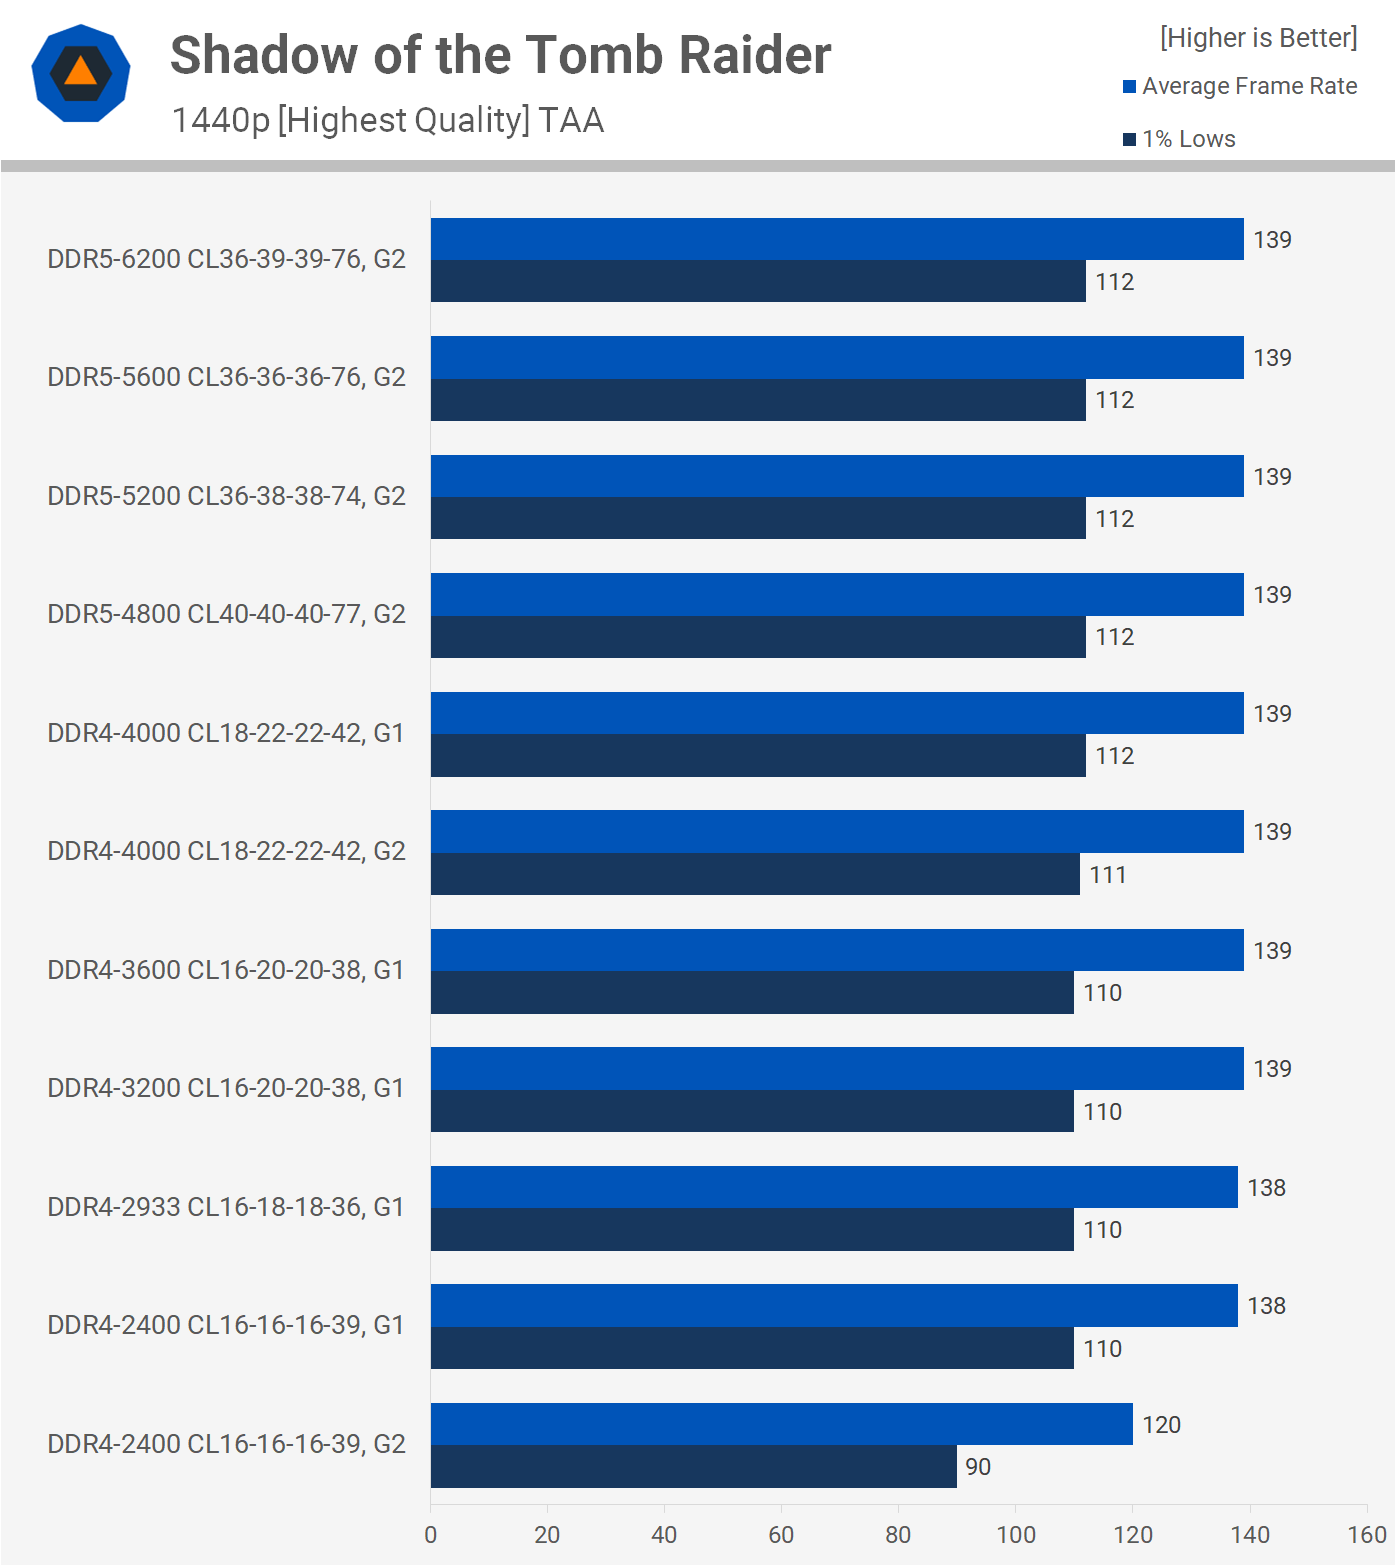 Shadow of the Tomb Raider
1440p [Highest Quality] TAA
[Higher is Better]
Average Frame Rate
1% Lows
DDR5-6200 CL36-39-39-76, G2
139
112
DDR5-5600 CL36-36-36-76, G2
139
112
DDR5-5200 CL36-38-38-74, G2
139
112
DDR5-4800 CL40-40-40-77, G2
139
112
DDR4-4000 CL18-22-22-42, G1
139
112
DDR4-4000 CL18-22-22-42, G2
139
111
DDR4-3600 CL16-20-20-38, G1
139
110
DDR4-3200 CL16-20-20-38, G1
139
110
DDR4-2933 CL16-18-18-36, G1
138
110
DDR4-2400 CL16-16-16-39, G1
138
110
DDR4-2400 CL16-16-16-39, G2
120
90
0 20 40 60 80 100 120 140 160